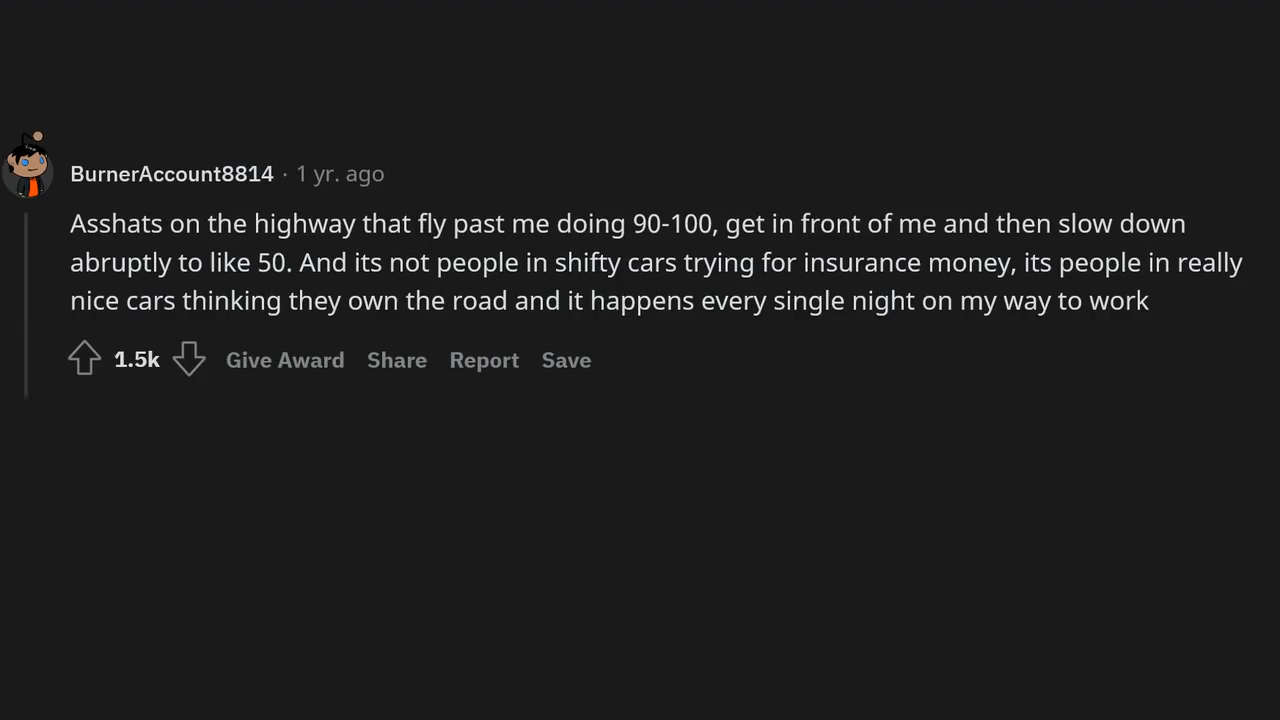 BurnerAccount8814 · 1 yr. ago
Asshats on the highway that fly past me doing 90-100, get in front of me and then slow down
abruptly to like 50. And its not people in shifty cars trying for insurance money, its people in really
nice cars thinking they own the road and it happens every single night on my way to work
1.5k Give Award Share Report Save